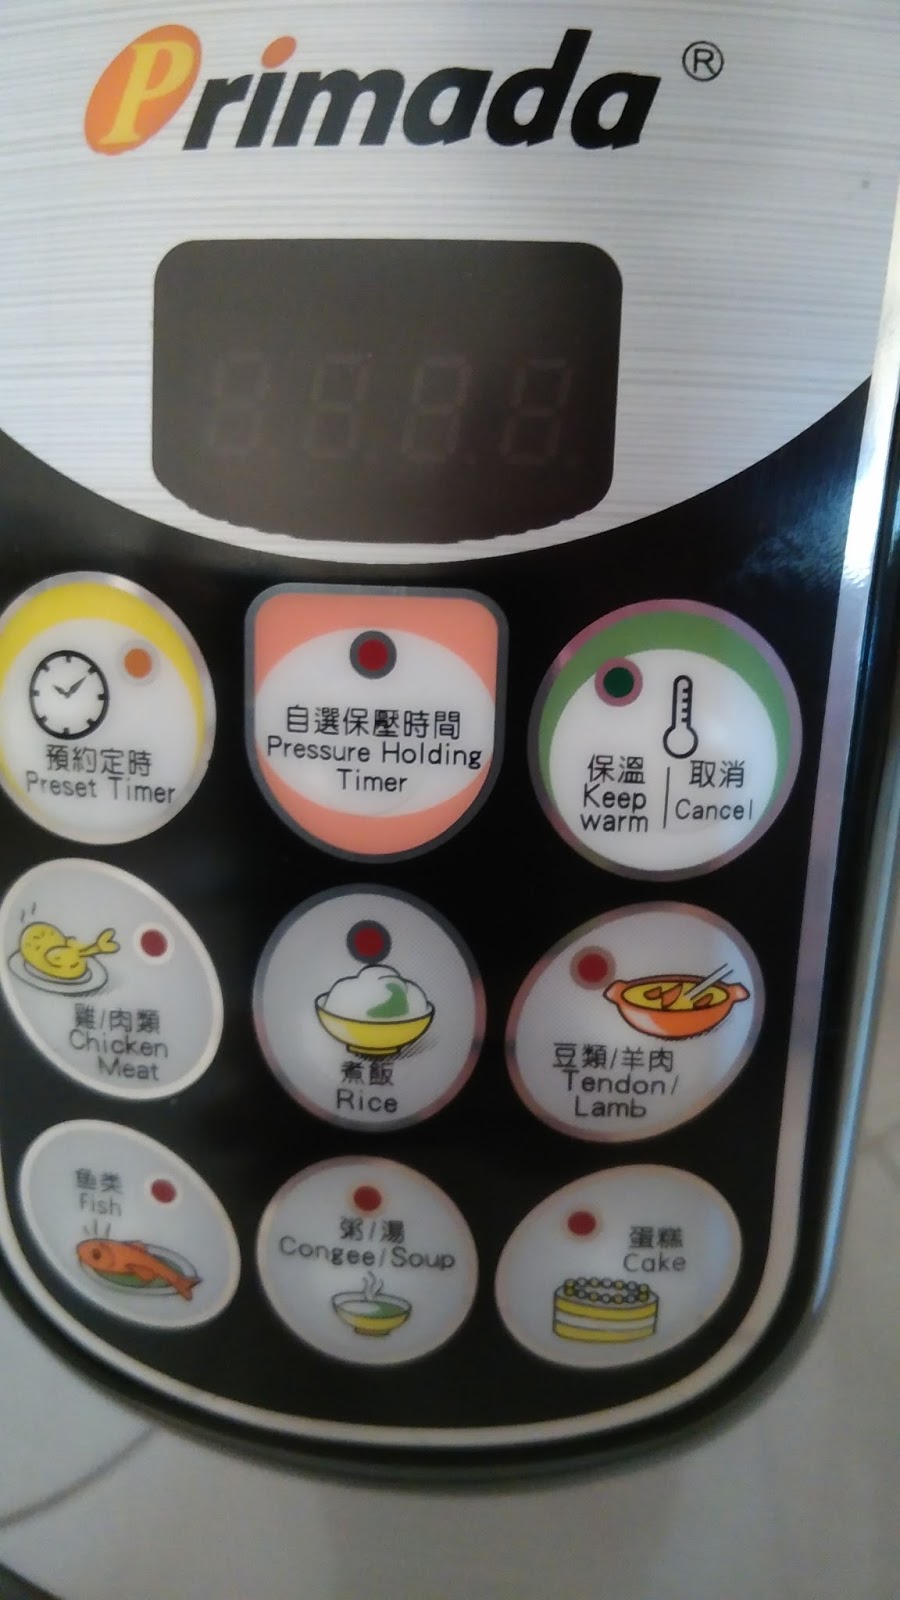 Primada ®
預約定時
Preset Timer
自選保壓時間
Pressure Holding
Timer
保溫
Keep
warm
取消
Cancel
雞/肉類
Chicken
Meat
煮飯
Rice
豆類/羊肉
Tendon/
Lamb
鱼类
Fish
粥/湯
Congee/Soup
蛋糕
Cake